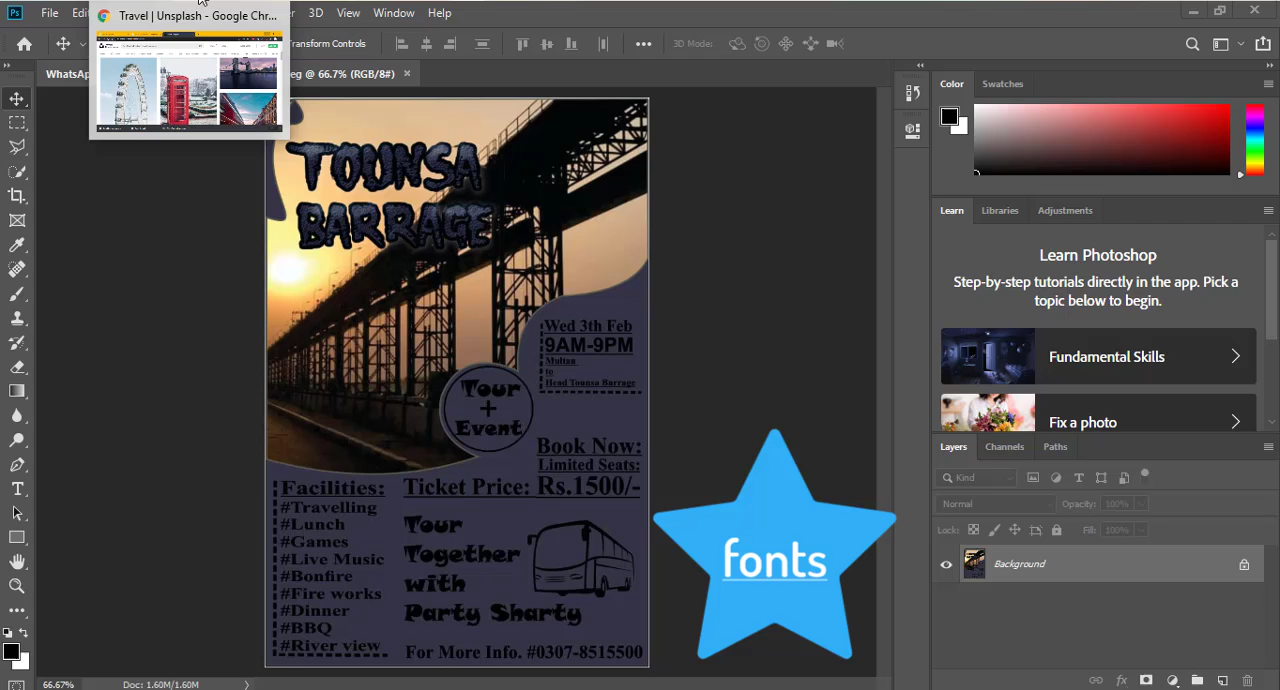 Ps
File
Ed
3D
View
Window
Help
Travel | Unsplash - Google Chr...
ransform Controls
3D Mode:
WhatsAp
eg @ 66.7% (RGB/8#)
Color
Swatches
Learn
Libraries
Adjustments
Learn Photoshop
Step-by-step tutorials directly in the app. Pick a
topic below to begin.
Fundamental Skills
Fix a photo
Layers
Channels
Paths
Kind
Normal
Opacity: 100%
Lock:
Fill: 100%
Background
TOUNSA
BARRAGE
Wed 3th Feb
9AM-9PM
Multan
to
Head Tounsa Barrage
Tour
+
Event
Book Now:
Limited Seats:
Facilities:
Ticket Price: Rs.1500/-
#Travelling
#Lunch
#Games
#Live Music
#Bonfire
#Fire works
#Dinner
#BBQ
#River view
Tour
Together
with
Party Sharty
For More Info. #0307-8515500
fonts
66.67%
Doc: 1.60M/1.60M